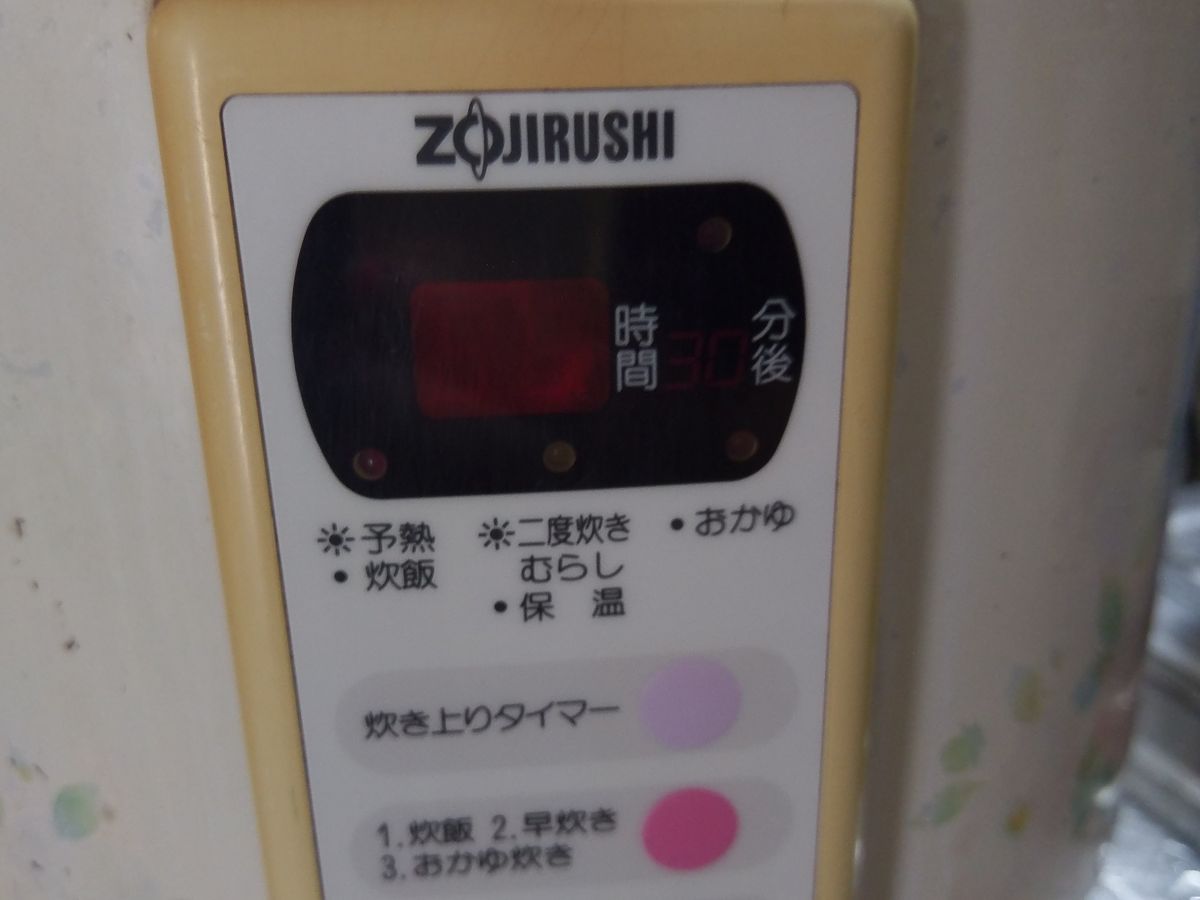 ZOJIRUSHI
時間 30 分後
予熱
・炊飯
二度炊き
むらし
・保 温
・おかゆ
炊き上りタイマー
1.炊飯 2.早炊き
3.おかゆ炊き